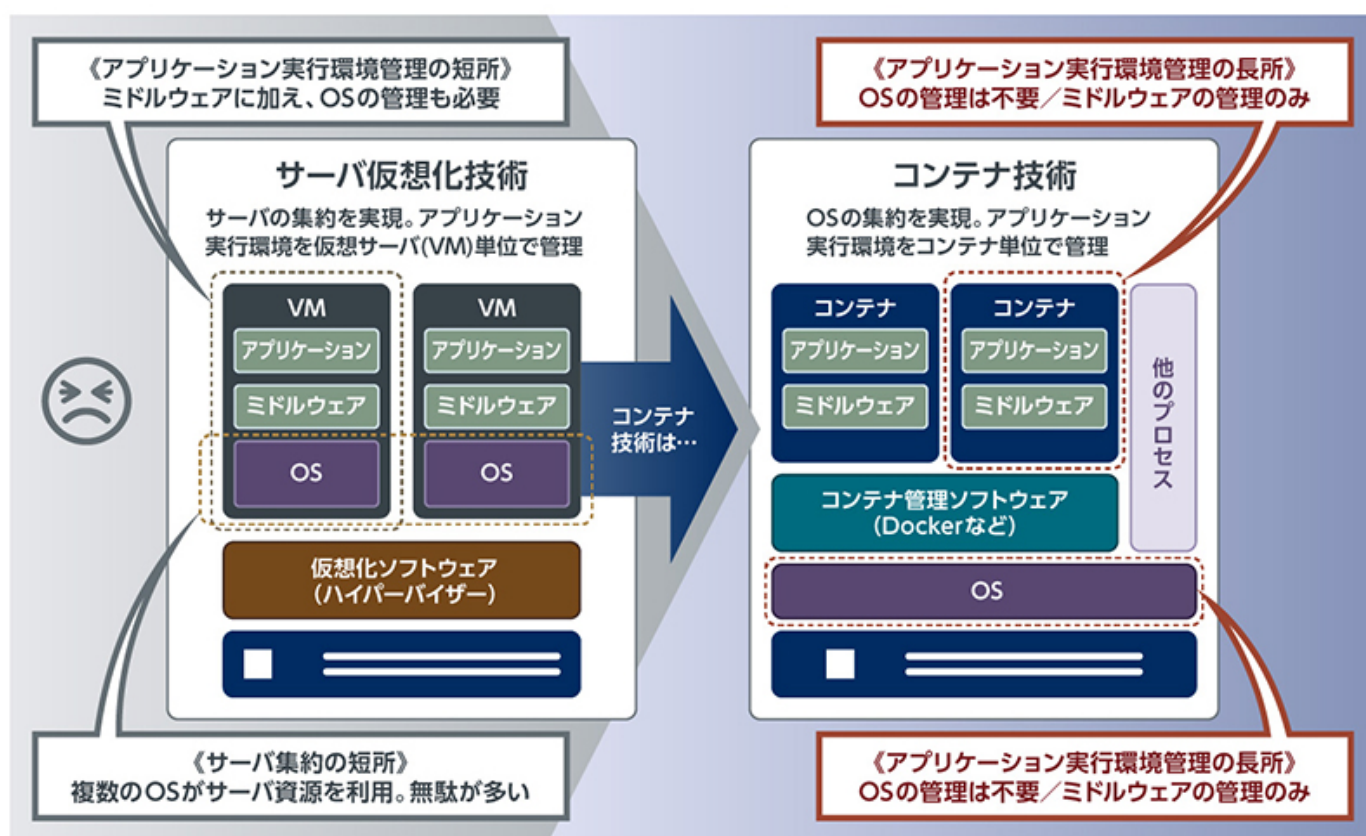 《アプリケーション実行環境管理の短所》
ミドルウェアに加え、OSの管理も必要
《アプリケーション実行環境管理の長所》
OSの管理は不要／ミドルウェアの管理のみ
サーバ仮想化技術
サーバの集約を実現。アプリケーション
実行環境を仮想サーバ(VM)単位で管理
VM
アプリケーション
ミドルウェア
OS
VM
アプリケーション
ミドルウェア
OS
仮想化ソフトウェア
（ハイパーバイザー）
コンテナ
技術は…
コンテナ技術
OSの集約を実現。アプリケーション
実行環境をコンテナ単位で管理
コンテナ
アプリケーション
ミドルウェア
コンテナ
アプリケーション
ミドルウェア
他のプロセス
コンテナ管理ソフトウェア
(Dockerなど)
OS
《サーバ集約の短所》
複数のOSがサーバ資源を利用。無駄が多い
《アプリケーション実行環境管理の長所》
OSの管理は不要／ミドルウェアの管理のみ